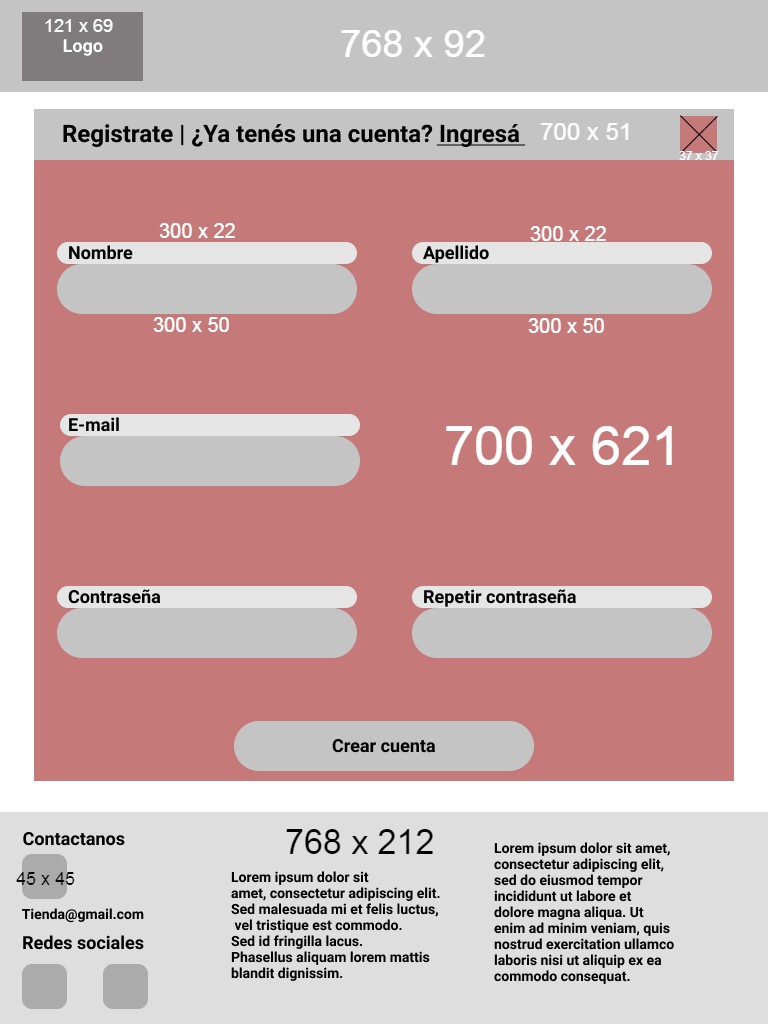 121 x 69
Logo
768 x 92
Registrate | ¿Ya tenés una cuenta? Ingresá
700 x 51
37 x 37
300 x 22
300 x 22
Nombre
Apellido
300 x 50
300 x 50
E-mail
700 x 621
Contraseña
Repetir contraseña
Crear cuenta
Contactanos
45 x 45
Tienda@gmail.com
Redes sociales
768 x 212
Lorem ipsum dolor sit
amet, consectetur adipiscing elit.
Sed malesuada mi et felis luctus,
vel tristique est commodo.
Sed id fringilla lacus.
Phasellus aliquam lorem mattis
blandit dignissim.
Lorem ipsum dolor sit amet,
consectetur adipiscing elit,
sed do eiusmod tempor
incididunt ut labore et
dolore magna aliqua. Ut
enim ad minim veniam, quis
nostrud exercitation ullamco
laboris nisi ut aliquip ex ea
commodo consequat.